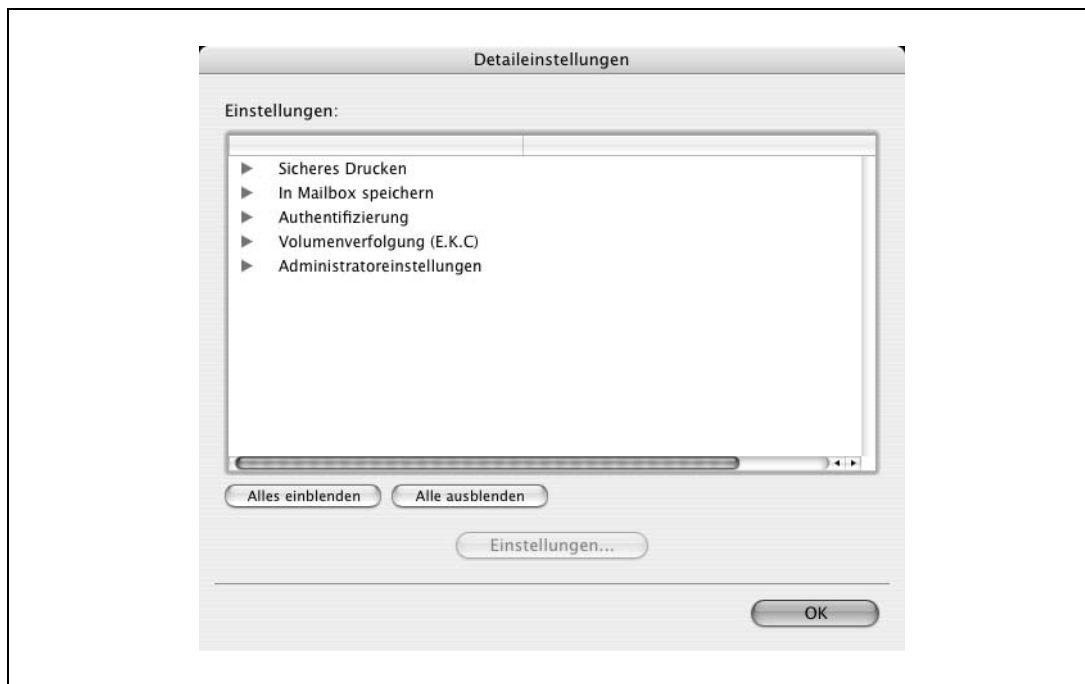 Detaileinstellungen
Einstellungen:
Sicheres Drucken
In Mailbox speichern
Authentifizierung
Volumenverfolgung (E.K.C)
Administratoreinstellungen
Alles einblenden Alle ausblenden
Einstellungen...
OK